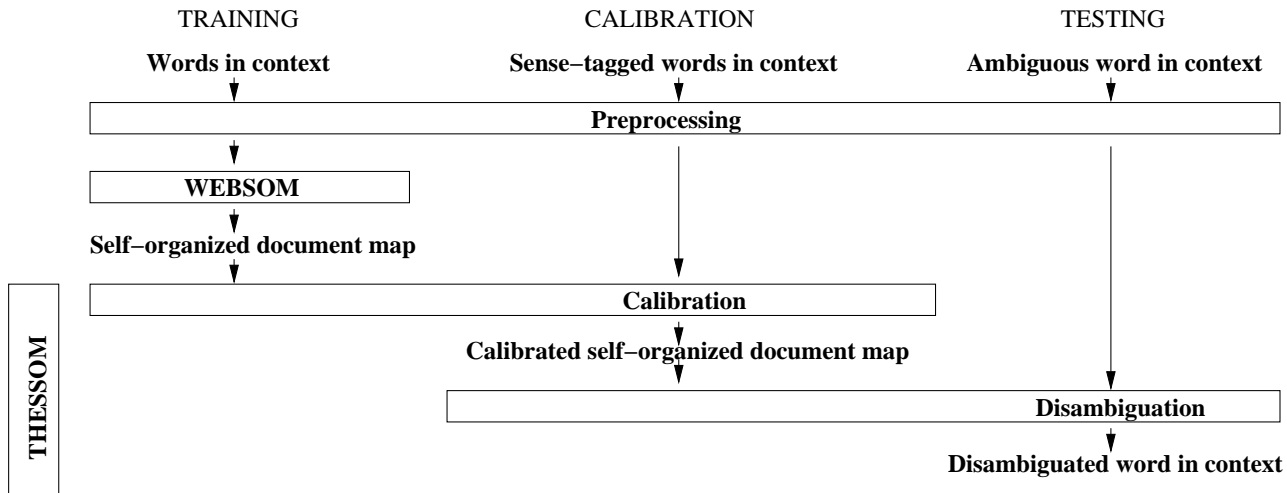 TRAINING CALIBRATION TESTING
Words in context Sense−tagged words in context Ambiguous word in context
Preprocessing
WEBSOM
Self−organized document map
Calibration
Calibrated self−organized document map
THESSOM
Disambiguation
Disambiguated word in context